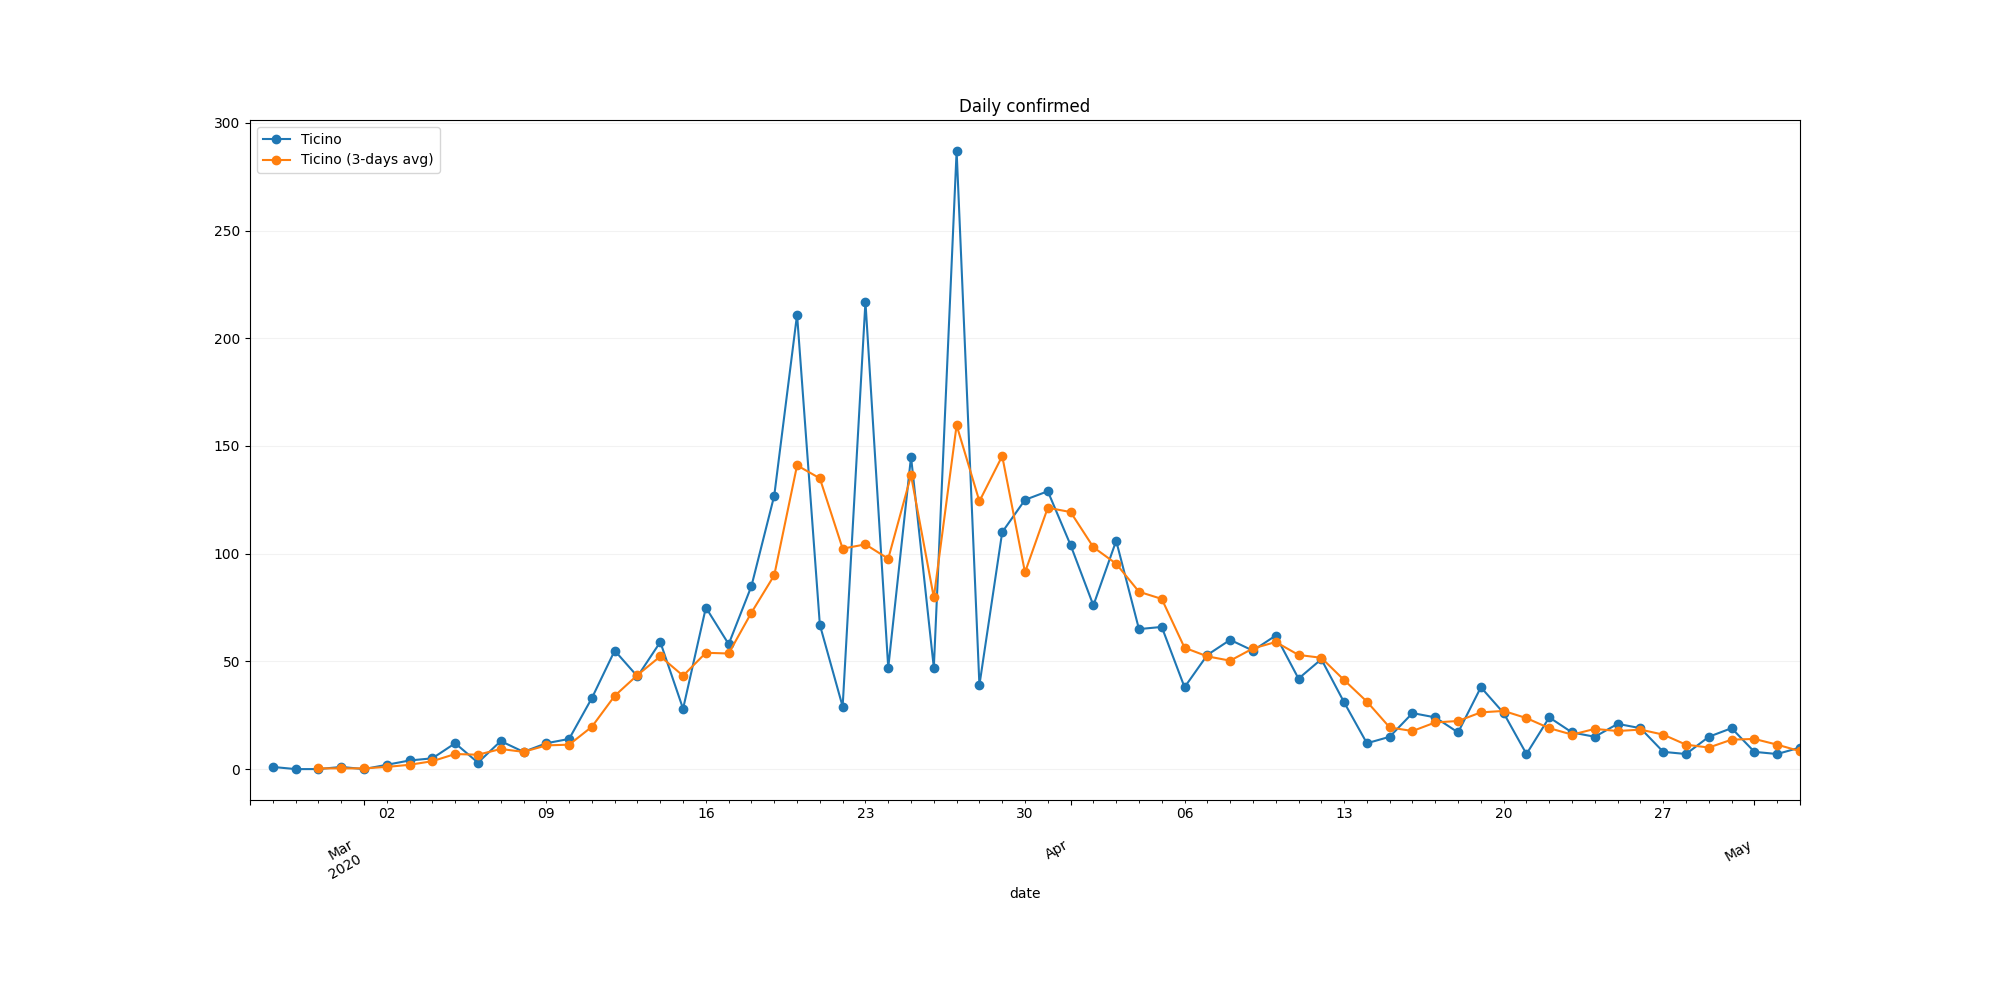 Daily confirmed
Ticino
Ticino (3-days avg)
300
250
200
150
100
50
0
02 09 16 23 30 06 13 20 27
Mar
2020
Apr
May
date